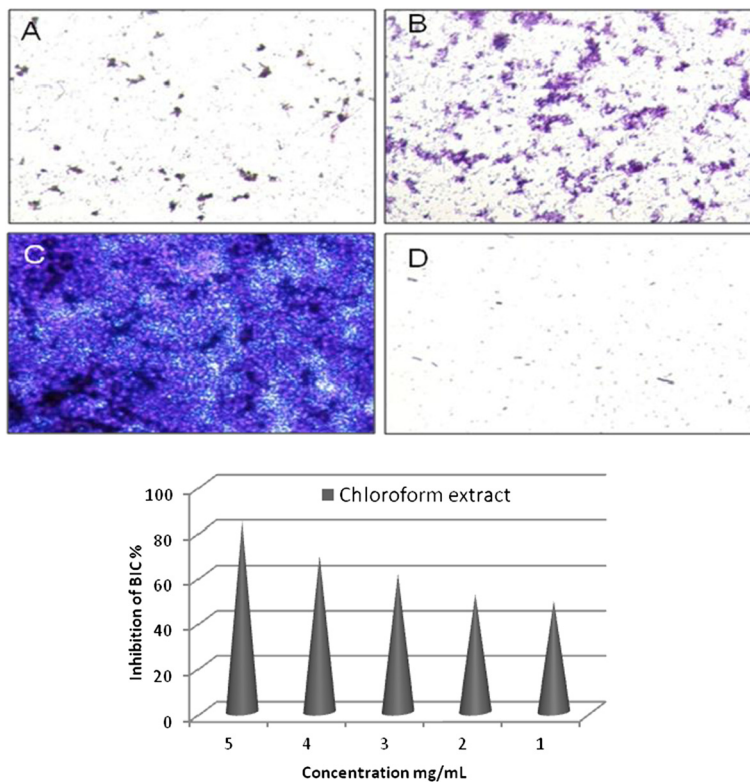 A
B
C
D
Chloroform extract
Inhibition of BIC %
100
80
60
40
20
0
5 4 3 2 1
Concentration mg/mL